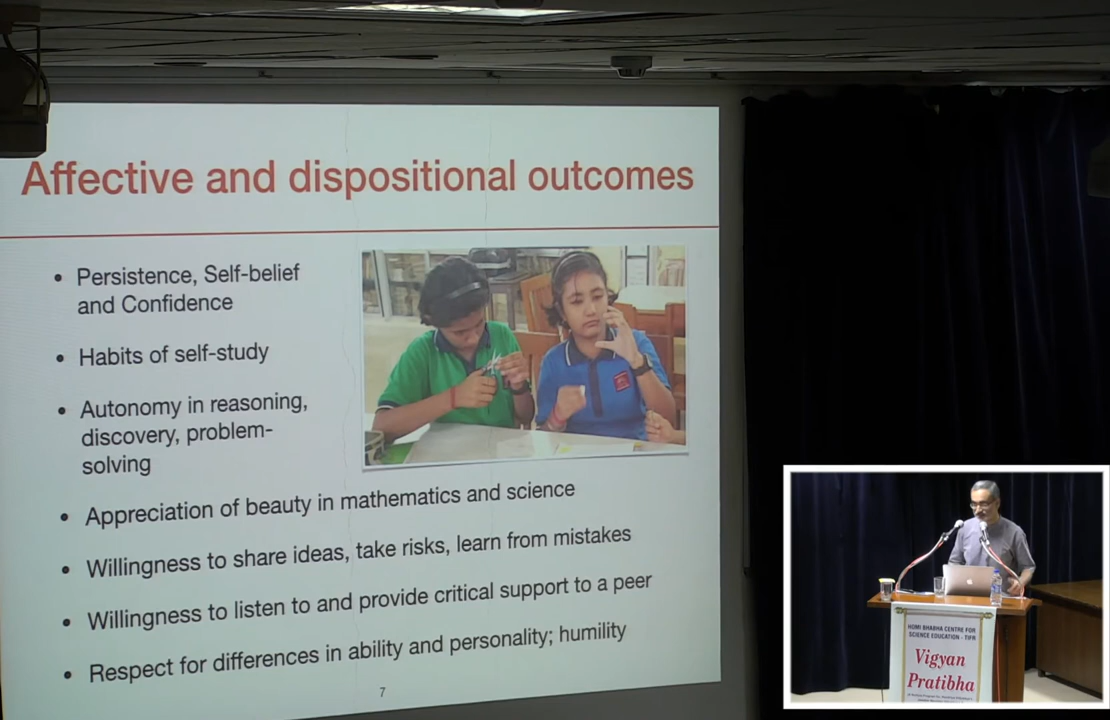 Affective and dispositional outcomes
• Persistence, Self-belief
and Confidence
• Habits of self-study
• Autonomy in reasoning,
discovery, problem-
solving
• Appreciation of beauty in mathematics and science
• Willingness to share ideas, take risks, learn from mistakes
• Willingness to listen to and provide critical support to a peer
• Respect for differences in ability and personality; humility
7
HOMI BHABHA CENTRE FOR
SCIENCE EDUCATION - TIFR
Vigyan
Pratibha